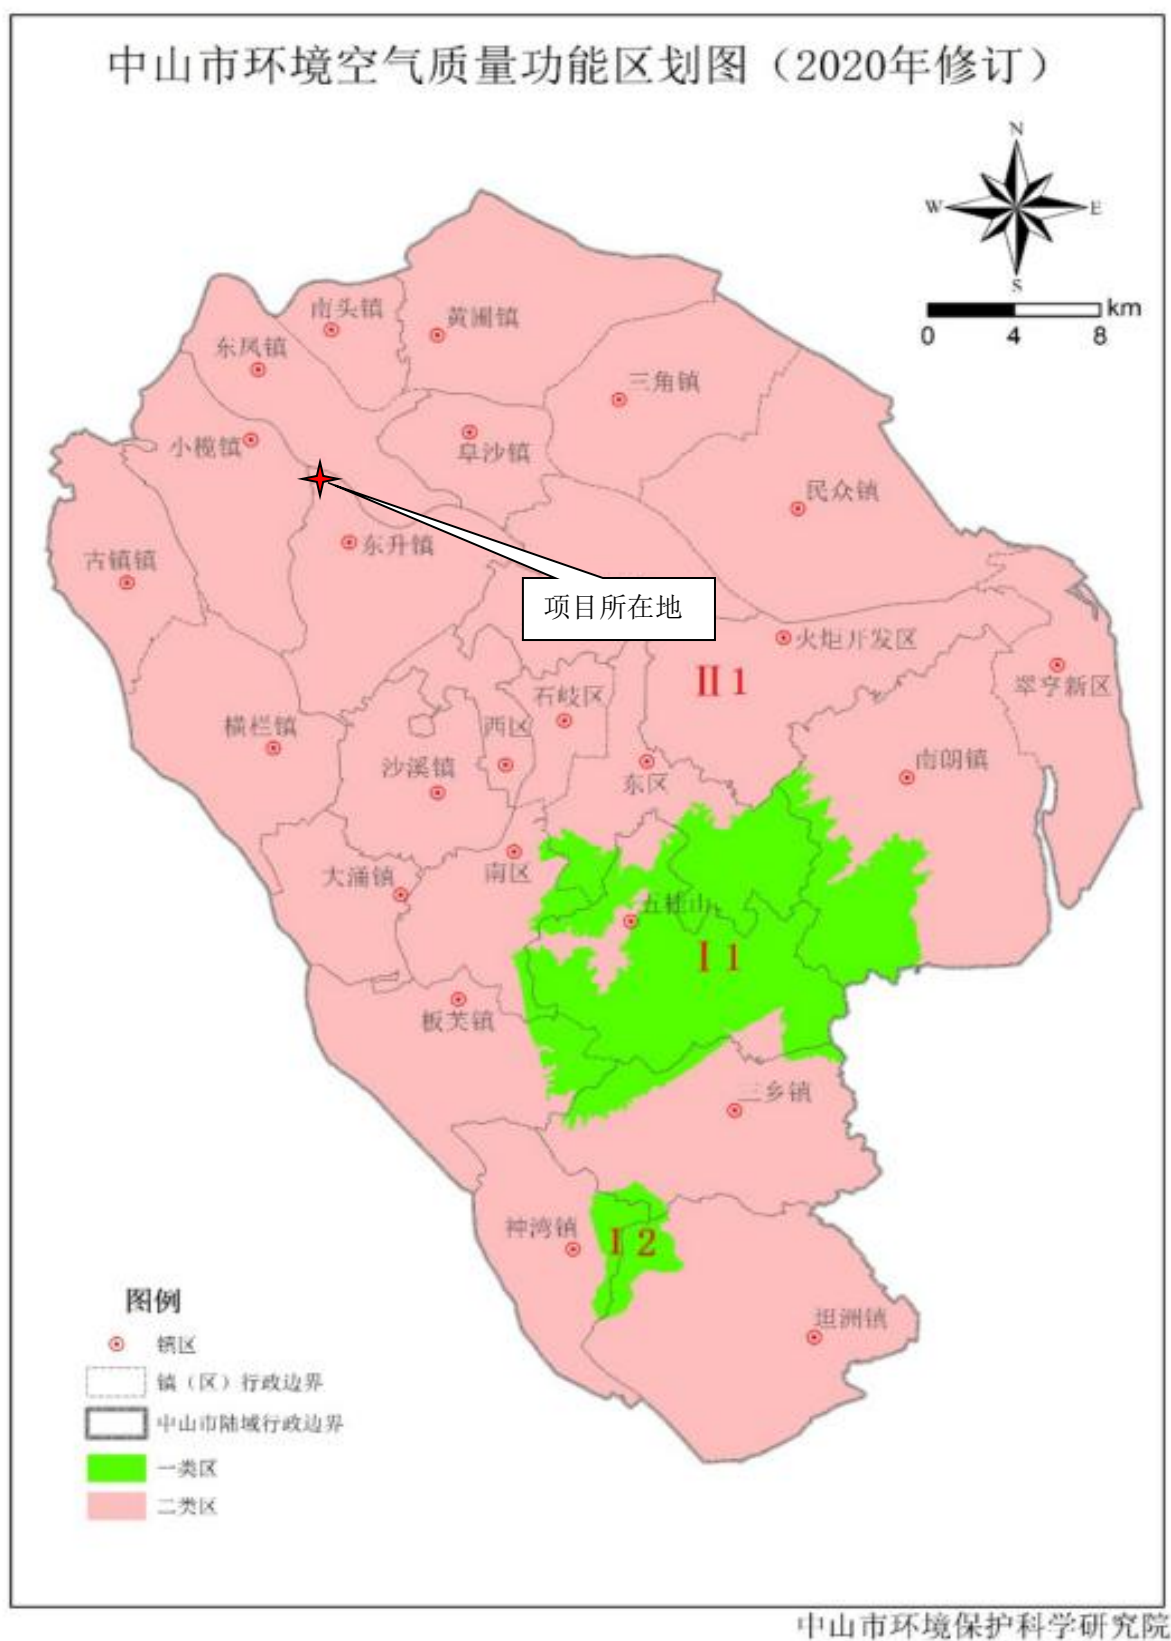 中山市环境空气质量功能区划图（2020年修订）
N
W
E
S
km
0 4 8
南头镇
黄圃镇
东凤镇
三角镇
小榄镇
阜沙镇
民众镇
古镇镇
东升镇
项目所在地
火炬开发区
II 1
翠亨新区
石岐区
横栏镇
西区
沙溪镇
东区
南朗镇
大涌镇
南区
五桂山
I 1
板芙镇
三乡镇
神湾镇
I 2
坦洲镇
图例
镇区
镇（区）行政边界
中山市陆域行政边界
一类区
二类区
中山市环境保护科学研究院